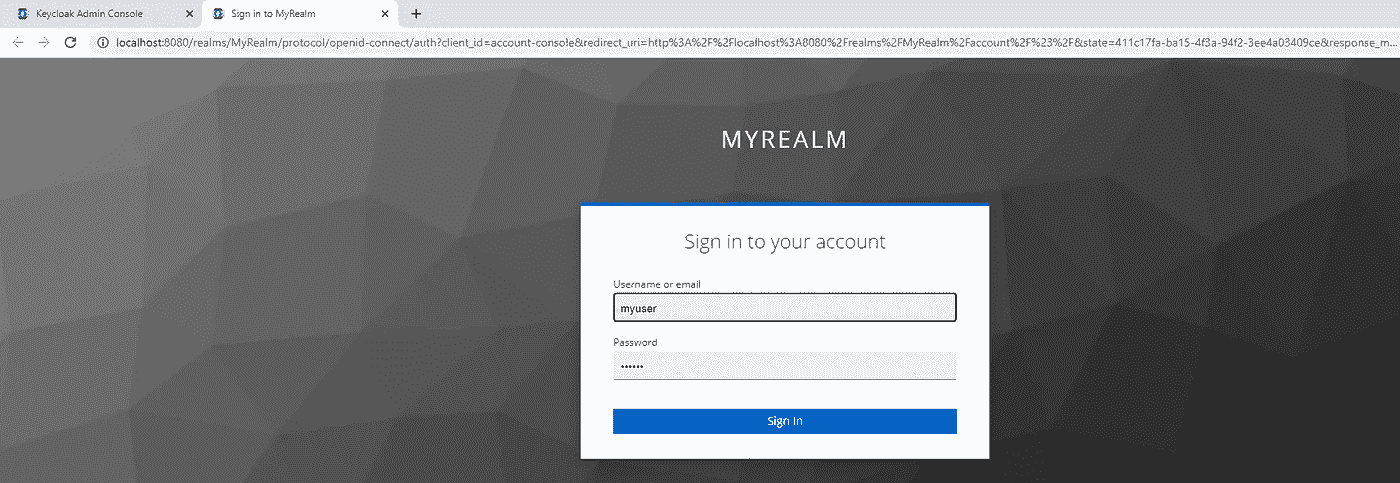 Keycloak Admin Console
Sign in to MyRealm
localhost:8080/realms/MyRealm/protocol/openid-connect/auth?client_id=account-console&redirect_uri=http%3A%2F%2Flocalhost%3A8080%2Frealms%2FMyRealm%2Faccount%2F%23%2F&state=411c17fa-ba15-4f3a-94f2-3ee4a03409ce&response_m...
MYREALM
Sign in to your account
Username or email
myuser
Password
••••••
Sign In